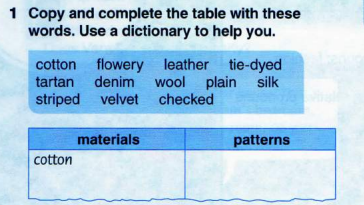 1 Copy and complete the table with these
words. Use a dictionary to help you.
cotton flowery leather tie-dyed
tartan denim wool plain silk
striped velvet checked
materials patterns
cotton